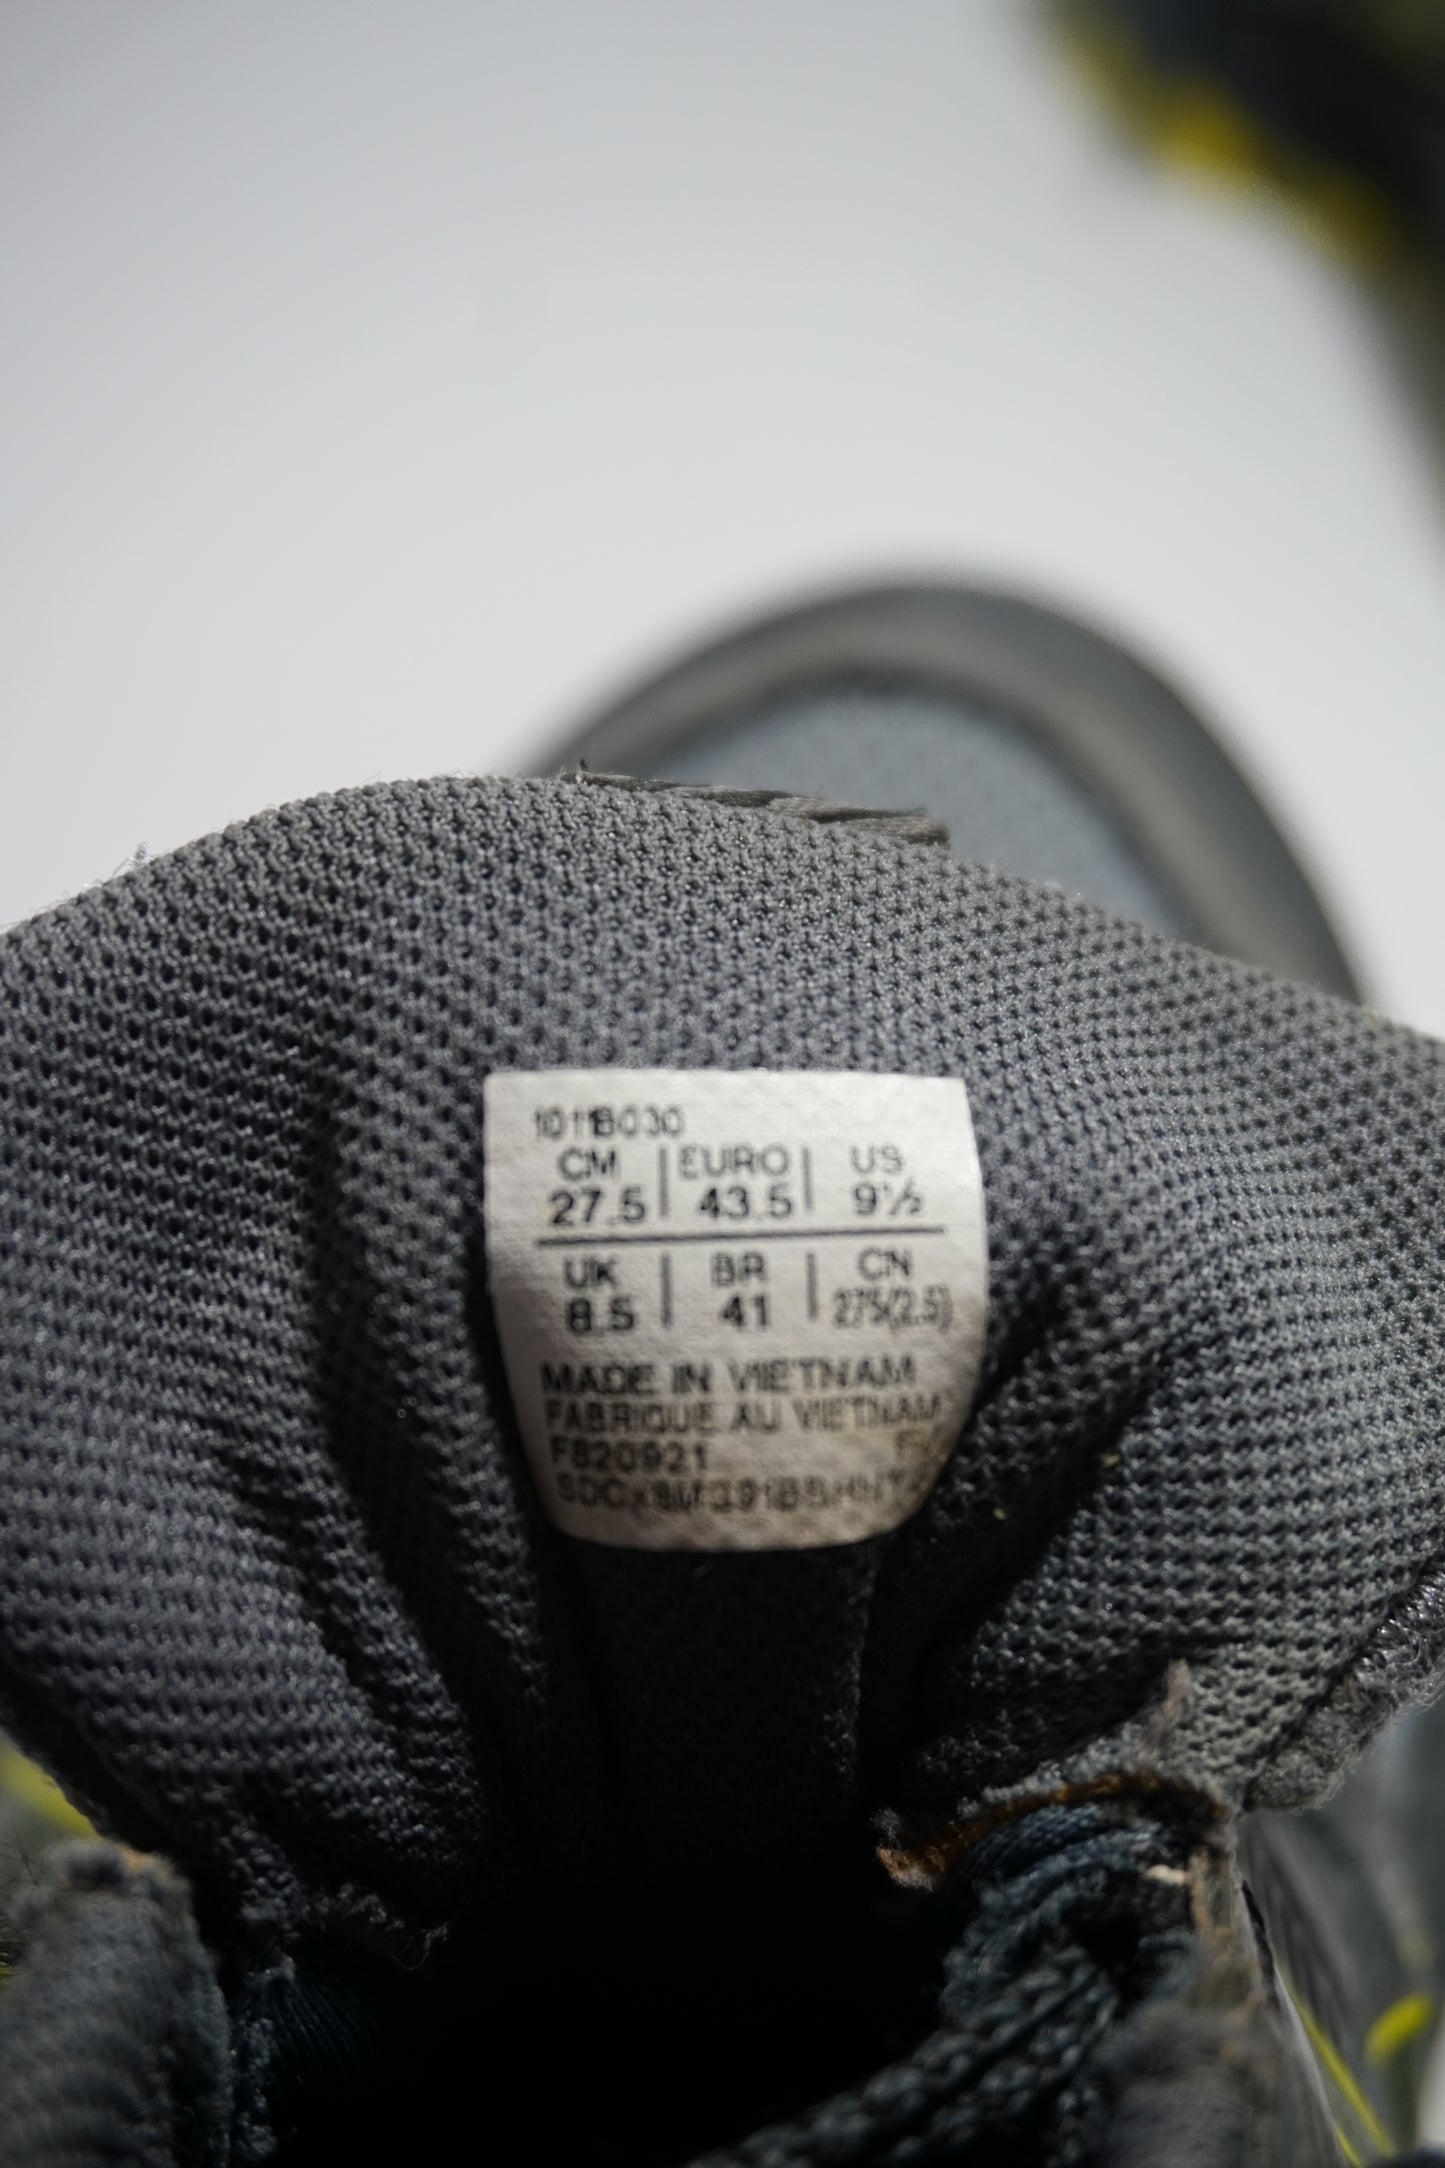 1011B030
CM | EURO | US
27.5 | 43.5 | 9½
UK | BR | CN
8.5 | 41 | 275(2.5)
MADE IN VIETNAM
FABRIQUE AU VIETNAM
FS20921